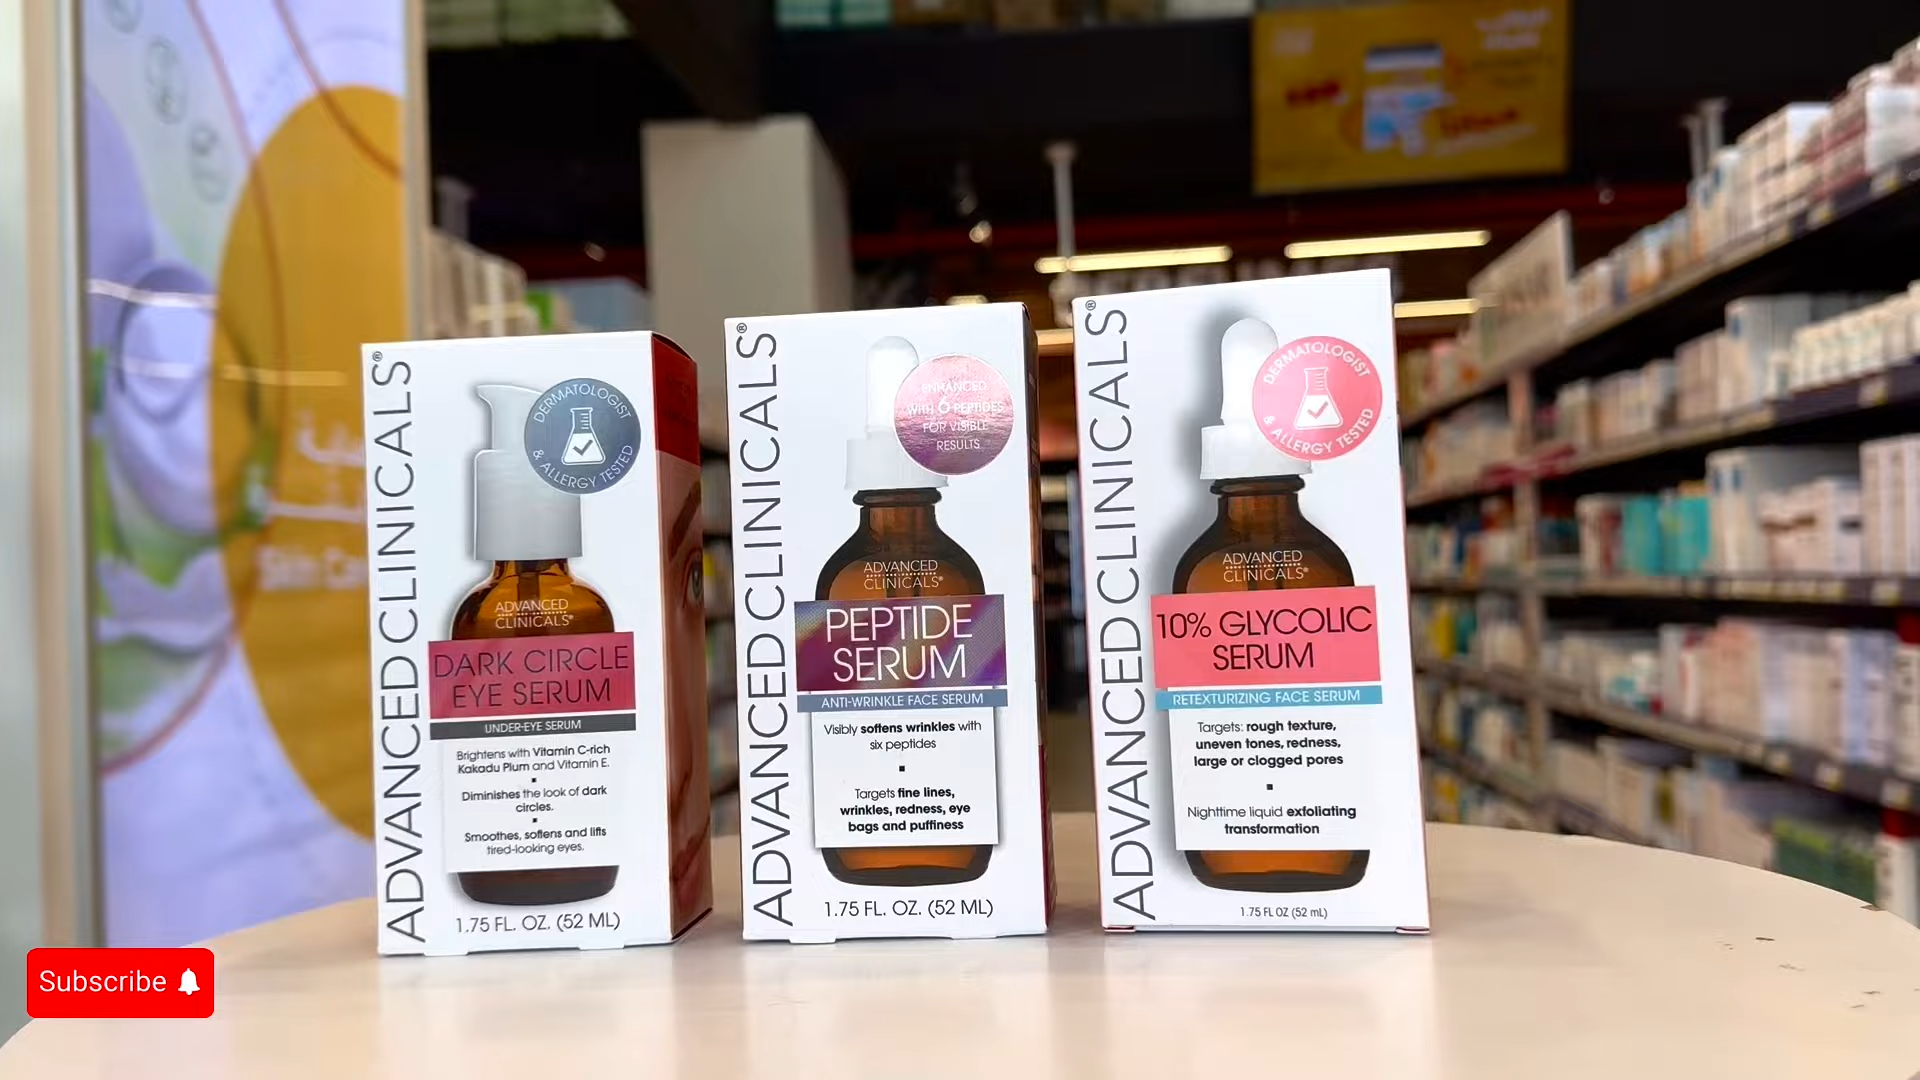 ADVANCED CLINICALS®
DERMATOLOGIST
& ALLERGY TESTED
ADVANCED
CLINICALS®
DARK CIRCLE
EYE SERUM
UNDER-EYE SERUM
Brightens with Vitamin C-rich
Kakadu Plum and Vitamin E.
Diminishes the look of dark
circles.
Smoothes, softens and lifts
tired-looking eyes.
1.75 FL. OZ. (52 ML)
ADVANCED CLINICALS®
ENHANCED
WITH 6 PEPTIDES
FOR VISIBLE
RESULTS
ADVANCED
CLINICALS®
PEPTIDE
SERUM
ANTI-WRINKLE FACE SERUM
Visibly softens wrinkles with
six peptides
Targets fine lines,
wrinkles, redness, eye
bags and puffiness
1.75 FL. OZ. (52 ML)
ADVANCED CLINICALS®
DERMATOLOGIST
& ALLERGY TESTED
ADVANCED
CLINICALS®
10% GLYCOLIC
SERUM
RETEXTURIZING FACE SERUM
Targets: rough texture,
uneven tones, redness,
large or clogged pores
Nighttime liquid exfoliating
transformation
1.75 FL OZ (52 mL)
Subscribe